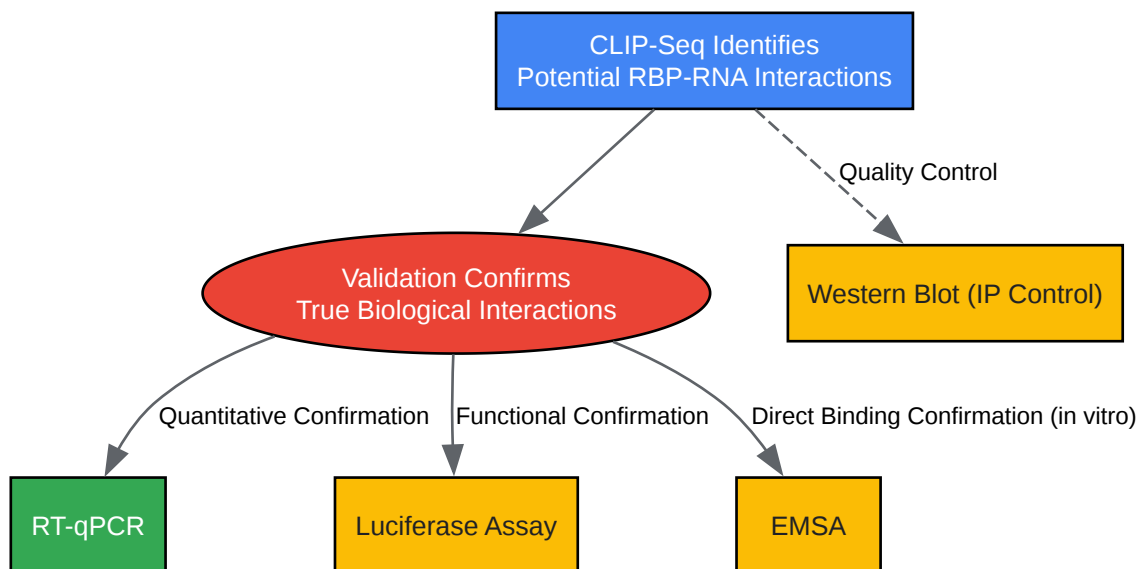 CLIP-Seq Identifies
Potential RBP-RNA Interactions
Quality Control
Validation Confirms
True Biological Interactions
Western Blot (IP Control)
Quantitative Confirmation
Functional Confirmation
Direct Binding Confirmation (in vitro)
RT-qPCR
Luciferase Assay
EMSA